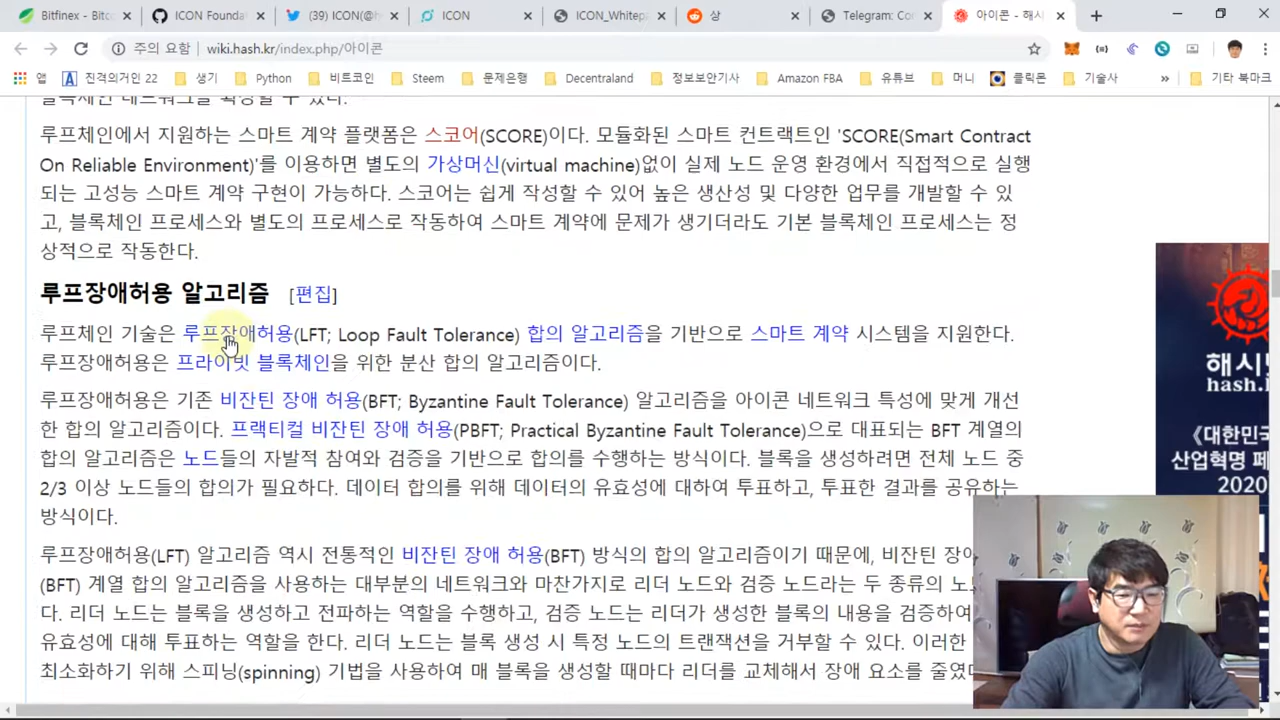 Bitfinex - Bitco
ICON Founda
(39) ICON(@h
ICON
ICON_Whitepa
상
Telegram: Co
아이콘 - 해시
주의 요함
wiki.hash.kr/index.php/아이콘
앱
진격의거인 22
생기
Python
비트코인
Steem
문제은행
Decentraland
정보보안기사
Amazon FBA
유튜브
머니
클릭몬
기술사
»
기타 북마크
블록체인 네트워크를 확장할 수 있다.
루프체인에서 지원하는 스마트 계약 플랫폼은 스코어(SCORE)이다. 모듈화된 스마트 컨트랙트인 'SCORE(Smart Contract
On Reliable Environment)'를 이용하면 별도의 가상머신(virtual machine)없이 실제 노드 운영 환경에서 직접적으로 실행
되는 고성능 스마트 계약 구현이 가능하다. 스코어는 쉽게 작성할 수 있어 높은 생산성 및 다양한 업무를 개발할 수 있
고, 블록체인 프로세스와 별도의 프로세스로 작동하여 스마트 계약에 문제가 생기더라도 기본 블록체인 프로세스는 정
상적으로 작동한다.
루프장애허용 알고리즘 [편집]
루프체인 기술은 루프장애허용(LFT; Loop Fault Tolerance) 합의 알고리즘을 기반으로 스마트 계약 시스템을 지원한다.
루프장애허용은 프라이빗 블록체인을 위한 분산 합의 알고리즘이다.
루프장애허용은 기존 비잔틴 장애 허용(BFT; Byzantine Fault Tolerance) 알고리즘을 아이콘 네트워크 특성에 맞게 개선
한 합의 알고리즘이다. 프랙티컬 비잔틴 장애 허용(PBFT; Practical Byzantine Fault Tolerance)으로 대표되는 BFT 계열의
합의 알고리즘은 노드들의 자발적 참여와 검증을 기반으로 합의를 수행하는 방식이다. 블록을 생성하려면 전체 노드 중
2/3 이상 노드들의 합의가 필요하다. 데이터 합의를 위해 데이터의 유효성에 대하여 투표하고, 투표한 결과를 공유하는
방식이다.
루프장애허용(LFT) 알고리즘 역시 전통적인 비잔틴 장애 허용(BFT) 방식의 합의 알고리즘이기 때문에, 비잔틴 장애
(BFT) 계열 합의 알고리즘을 사용하는 대부분의 네트워크와 마찬가지로 리더 노드와 검증 노드라는 두 종류의 노
다. 리더 노드는 블록을 생성하고 전파하는 역할을 수행하고, 검증 노드는 리더가 생성한 블록의 내용을 검증하여
유효성에 대해 투표하는 역할을 한다. 리더 노드는 블록 생성 시 특정 노드의 트랜잭션을 거부할 수 있다. 이러한
최소화하기 위해 스피닝(spinning) 기법을 사용하여 매 블록을 생성할 때마다 리더를 교체해서 장애 요소를 줄였다
해시
hash.
《대한민국
산업혁명 페
2020